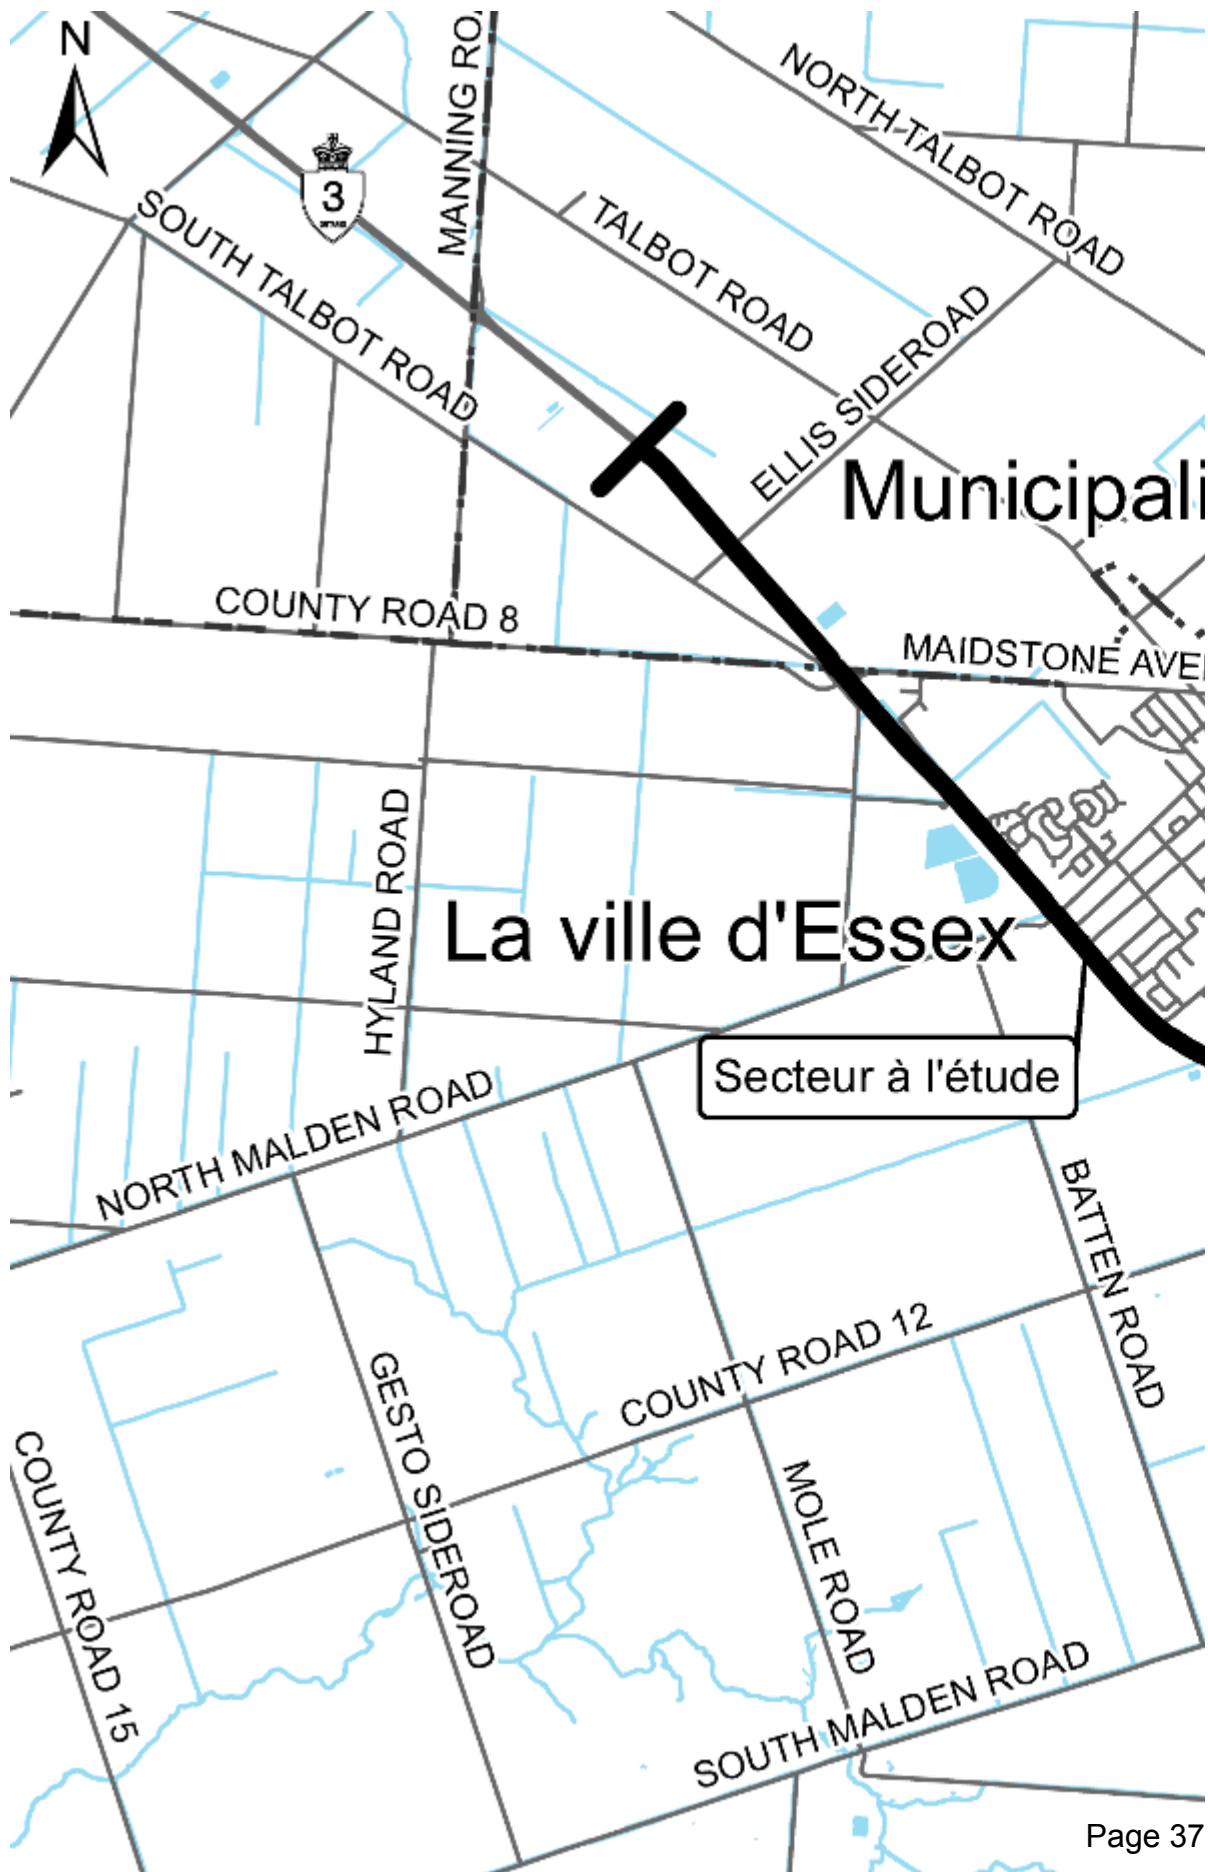 N
MANNING RO
NORTH TALBOT ROAD
3
SOUTH TALBOT ROAD
TALBOT ROAD
ELLIS SIDEROAD
Municipali
COUNTY ROAD 8
MAIDSTONE AVE
HYLAND ROAD
La ville d'Essex
Secteur à l'étude
NORTH MALDEN ROAD
BATTEN ROAD
COUNTY ROAD 12
GESTO SIDEROAD
COUNTY ROAD 15
MOLE ROAD
SOUTH MALDEN ROAD
Page 37